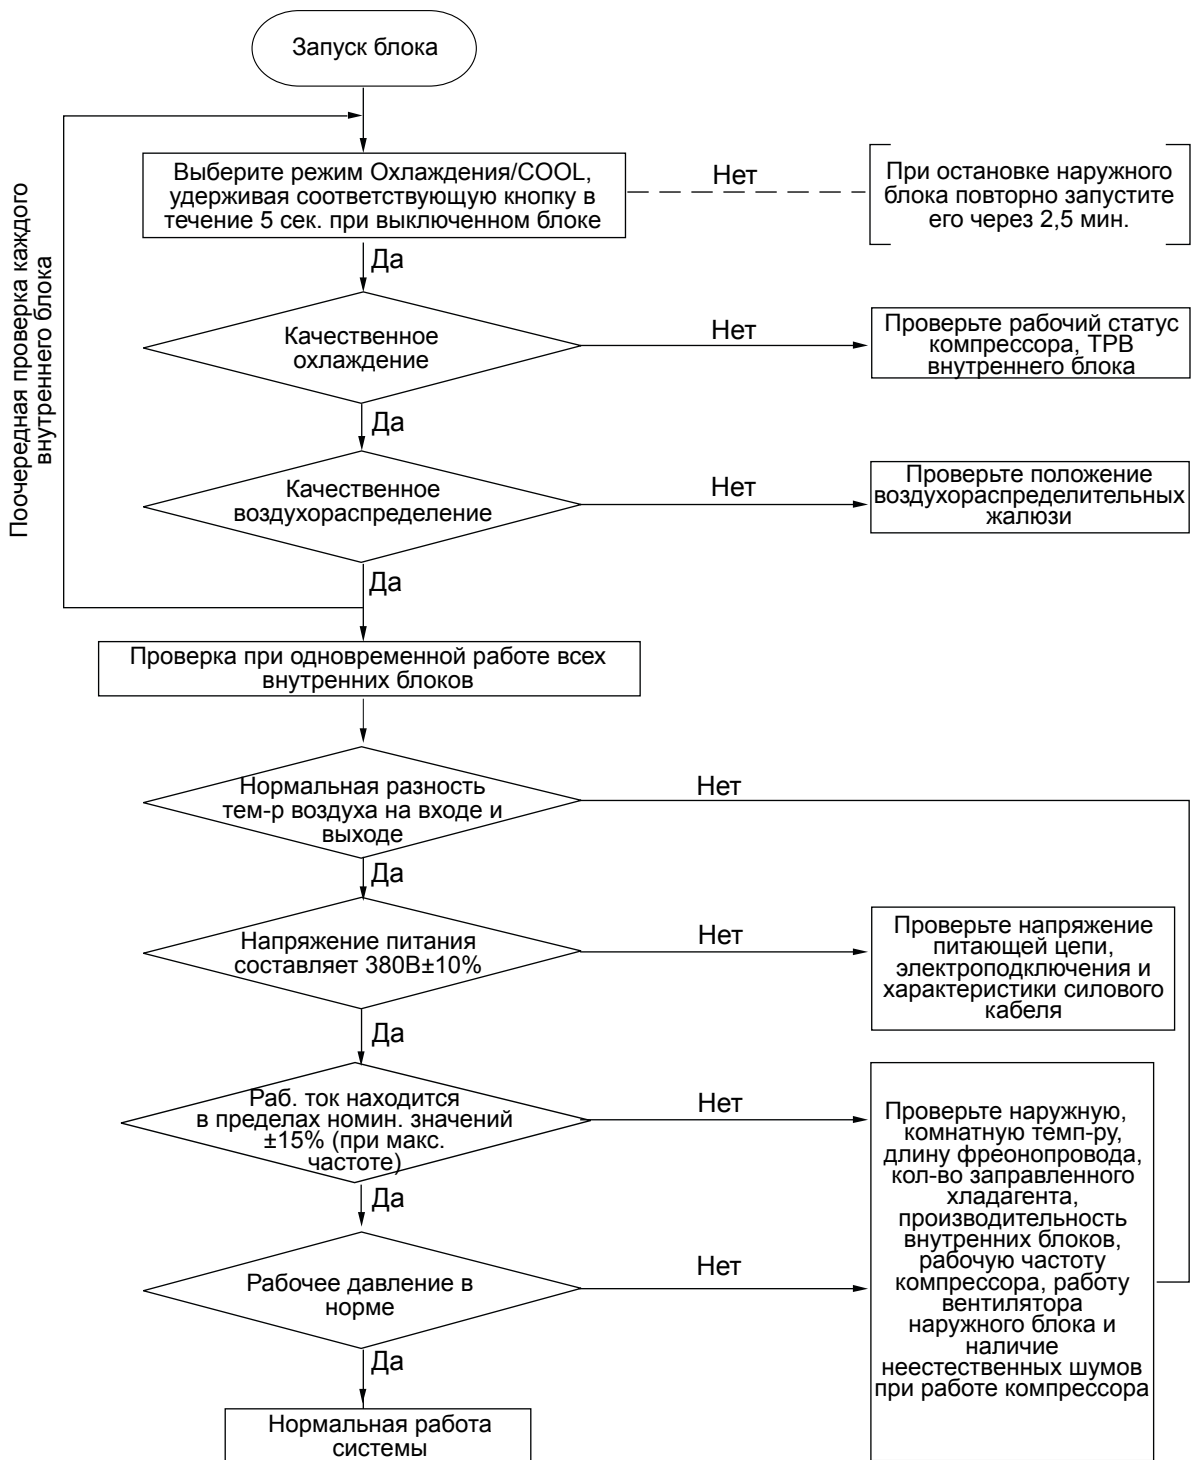 Запуск блока
Поочередная проверка каждого
внутреннего блока
Выберите режим Охлаждения/COOL,
удерживая соответствующую кнопку в
течение 5 сек. при выключенном блоке
Нет
При остановке наружного
блока повторно запустите
его через 2,5 мин.
Да
Качественное
охлаждение
Нет
Проверьте рабочий статус
компрессора, ТРВ
внутреннего блока
Да
Качественное
воздухораспределение
Нет
Проверьте положение
воздухораспределительных
жалюзи
Да
Проверка при одновременной работе всех
внутренних блоков
Нормальная разность
тем-р воздуха на входе и
выходе
Нет
Да
Напряжение питания
составляет 380В±10%
Нет
Проверьте напряжение
питающей цепи,
электроподключения и
характеристики силового
кабеля
Да
Раб. ток находится
в пределах номин. значений
±15% (при макс.
частоте)
Нет
Проверьте наружную,
комнатную темп-ру,
длину фреонопровода,
кол-во заправленного
хладагента,
производительность
внутренних блоков,
рабочую частоту
компрессора, работу
вентилятора
наружного блока и
наличие
неестественных шумов
при работе компрессора
Да
Рабочее давление в
норме
Нет
Да
Нормальная работа
системы